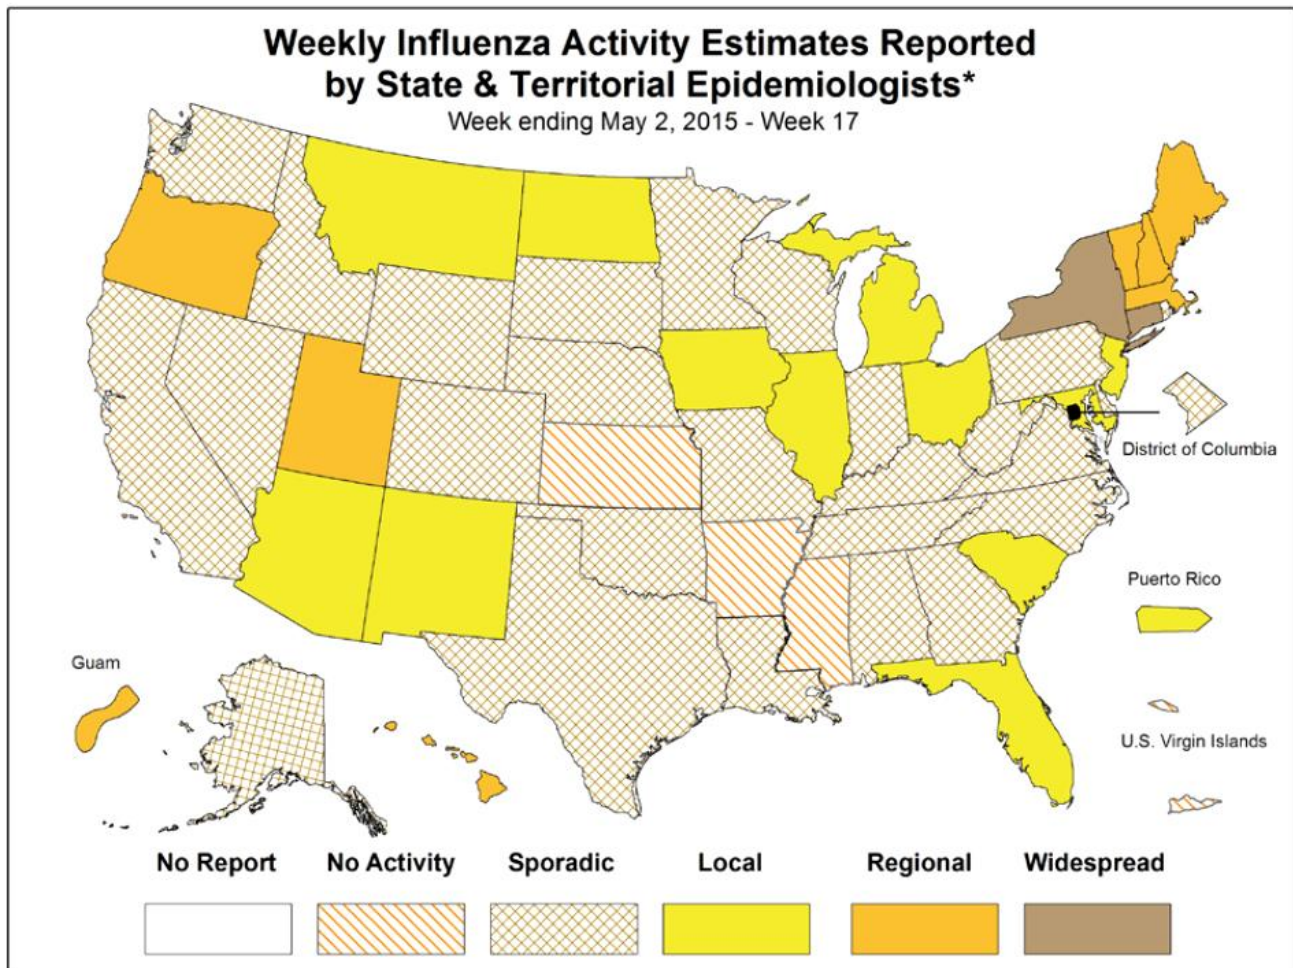 Weekly Influenza Activity Estimates Reported
by State & Territorial Epidemiologists*
Week ending May 2, 2015 - Week 17
District of Columbia
Puerto Rico
Guam
U.S. Virgin Islands
No Report No Activity Sporadic Local Regional Widespread